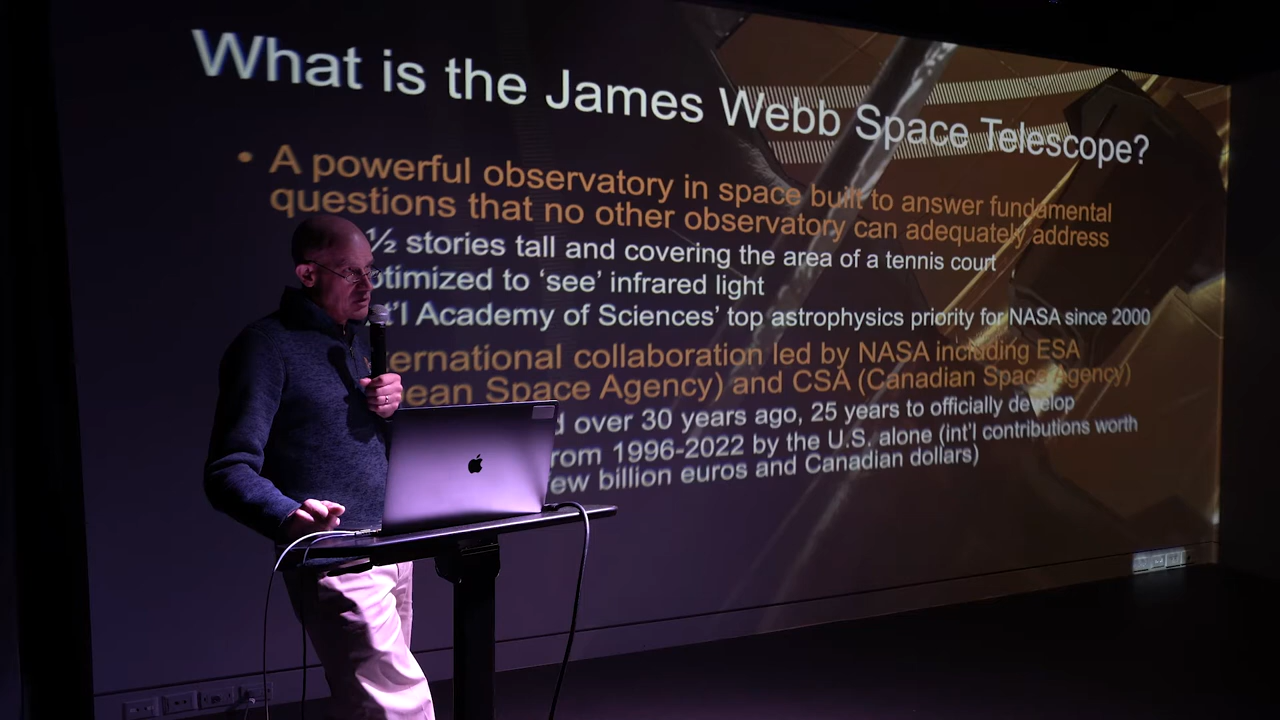 What is the James Webb Space Telescope?
• A powerful observatory in space built to answer fundamental
questions that no other observatory can adequately address
½ stories tall and covering the area of a tennis court
optimized to ‘see’ infrared light
t’l Academy of Sciences’ top astrophysics priority for NASA since 2000
ternational collaboration led by NASA including ESA
ean Space Agency) and CSA (Canadian Space Agency)
d over 30 years ago, 25 years to officially develop
rom 1996-2022 by the U.S. alone (int’l contributions worth
ew billion euros and Canadian dollars)